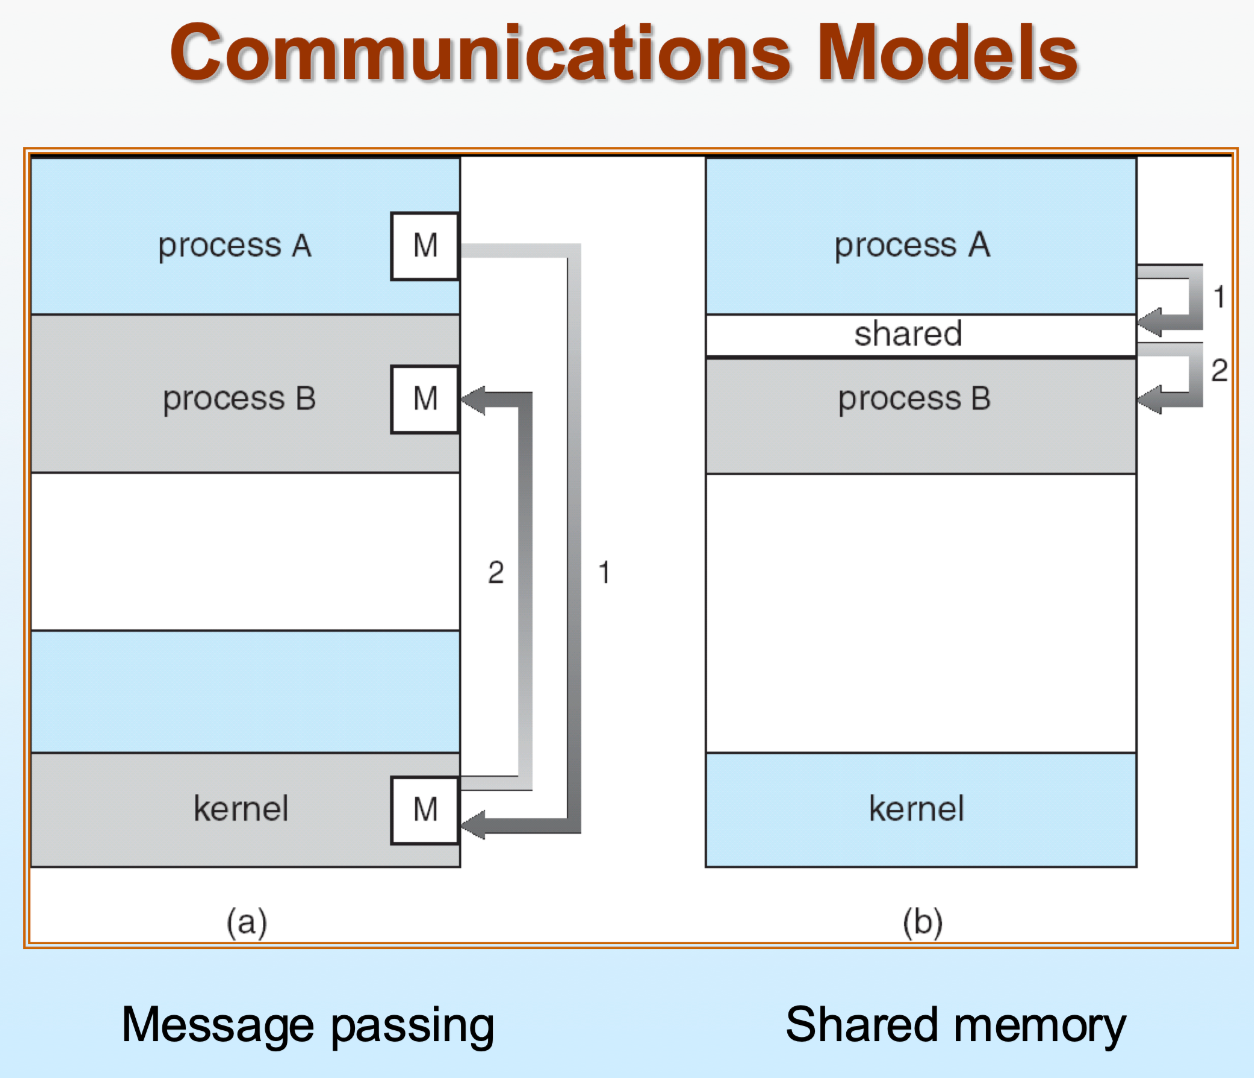 Communications Models
process A
M
process B
M
2
1
kernel
M
(a)
process A
1
shared
2
process B
kernel
(b)
Message passing
Shared memory